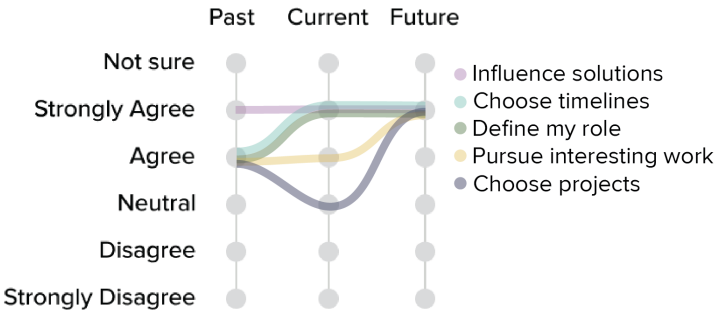 Past Current Future
Not sure
Strongly Agree
Agree
Neutral
Disagree
Strongly Disagree
Influence solutions
Choose timelines
Define my role
Pursue interesting work
Choose projects